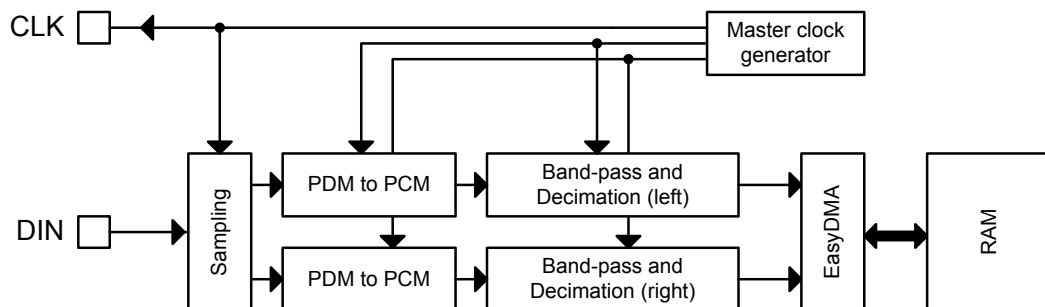 CLK
Master clock
generator
DIN
Sampling
PDM to PCM
Band-pass and
Decimation (left)
PDM to PCM
Band-pass and
Decimation (right)
EasyDMA
RAM